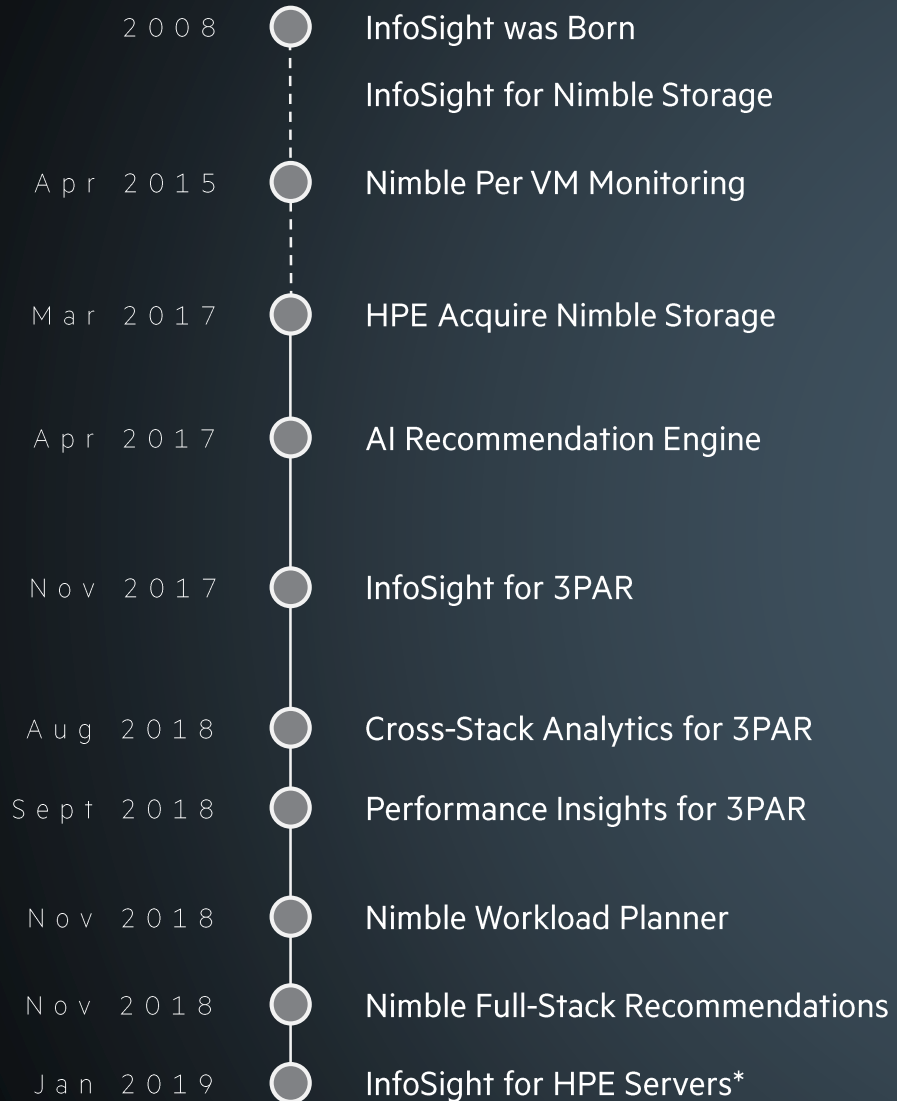 2008 InfoSight was Born
InfoSight for Nimble Storage
Apr 2015 Nimble Per VM Monitoring
Mar 2017 HPE Acquire Nimble Storage
Apr 2017 AI Recommendation Engine
Nov 2017 InfoSight for 3PAR
Aug 2018 Cross-Stack Analytics for 3PAR
Sept 2018 Performance Insights for 3PAR
Nov 2018 Nimble Workload Planner
Nov 2018 Nimble Full-Stack Recommendations
Jan 2019 InfoSight for HPE Servers*